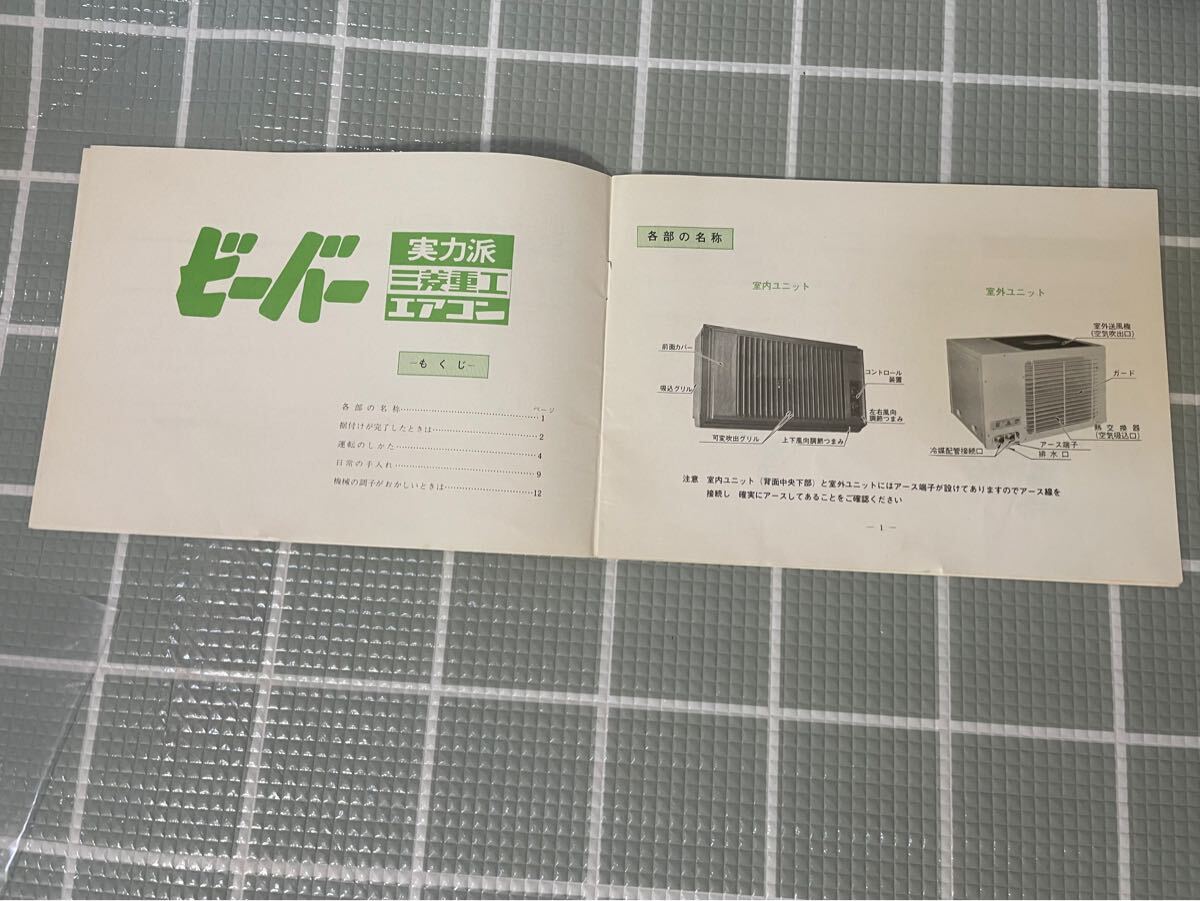 ビーバー
実力派
三菱重工
エアコン
ーもくじー
ページ
各部の名称……………………………1
据付けが完了したときは……………………2
運転のしかた……………………………4
日常の手入れ……………………………9
機械の調子がおかしいときは……………………12
各部の名称
室内ユニット
前面カバー
吸込グリル
コントロール
装置
左右風向
調節つまみ
可変吹出グリル
上下風向調節つまみ
室外ユニット
室外送風機
(空気吹出口)
ガード
熱交換器
(空気吸込口)
アース端子
排水口
冷媒配管接続口
注意 室内ユニット(背面中央下部)と室外ユニットにはアース端子が設けてありますのでアース線を
接続し 確実にアースしてあることをご確認ください
― 1 ―